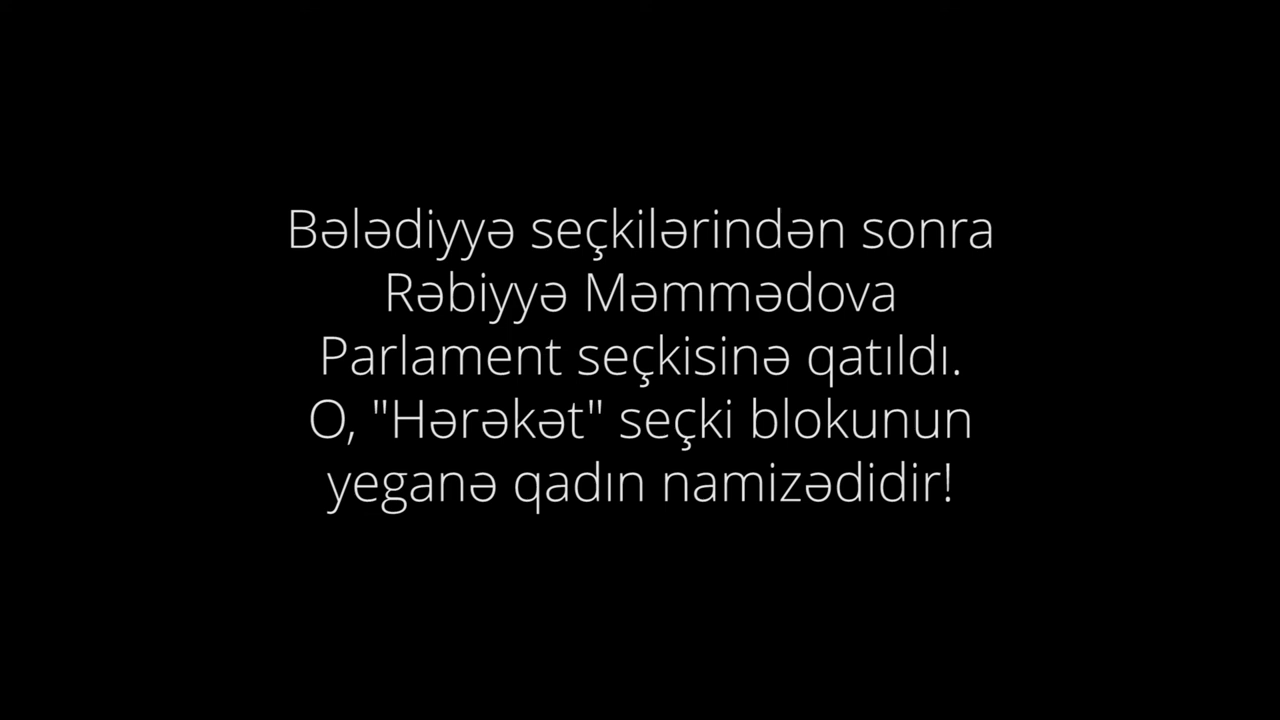 Bələdiyyə seçkilərindən sonra
Rəbiyyə Məmmədova
Parlament seçkisinə qatıldı.
O, "Hərəkət" seçki blokunun
yeganə qadın namizədidir!